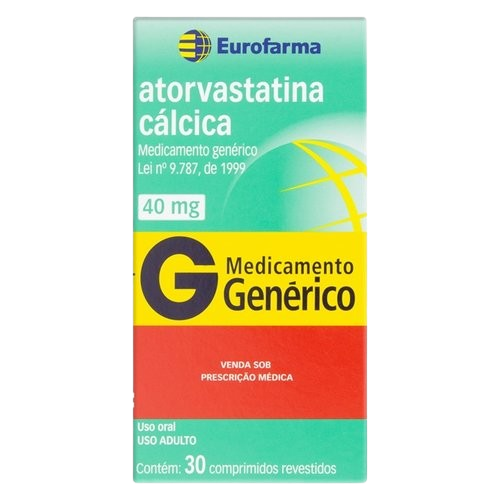 Eurofarma
atorvastatina
cálcica
Medicamento genérico
Lei nº 9.787, de 1999
40 mg
G Medicamento
Genérico
VENDA SOB
PRESCRIÇÃO MÉDICA
Uso oral
USO ADULTO
Contém: 30 comprimidos revestidos